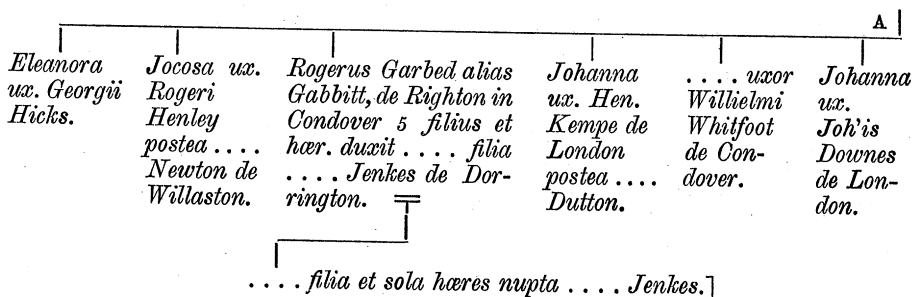 A
Eleanora
ux. Georgii
Hicks.
Jocosa ux.
Rogeri
Henley
postea ....
Newton de
Willaston.
Rogerus Garbed alias
Gabbitt, de Righton in
Condover 5 filius et
hær. duxit .... filia
.... Jenkes de Dor-
rington.
Johanna
ux. Hen.
Kempe de
London
postea ....
Dutton.
.... uxor
Willielmi
Whitfoot
de Con-
dover.
Johanna
ux.
Joh'is
Downes
de Lon-
don.
.... filia et sola hæres nupta .... Jenkes.]